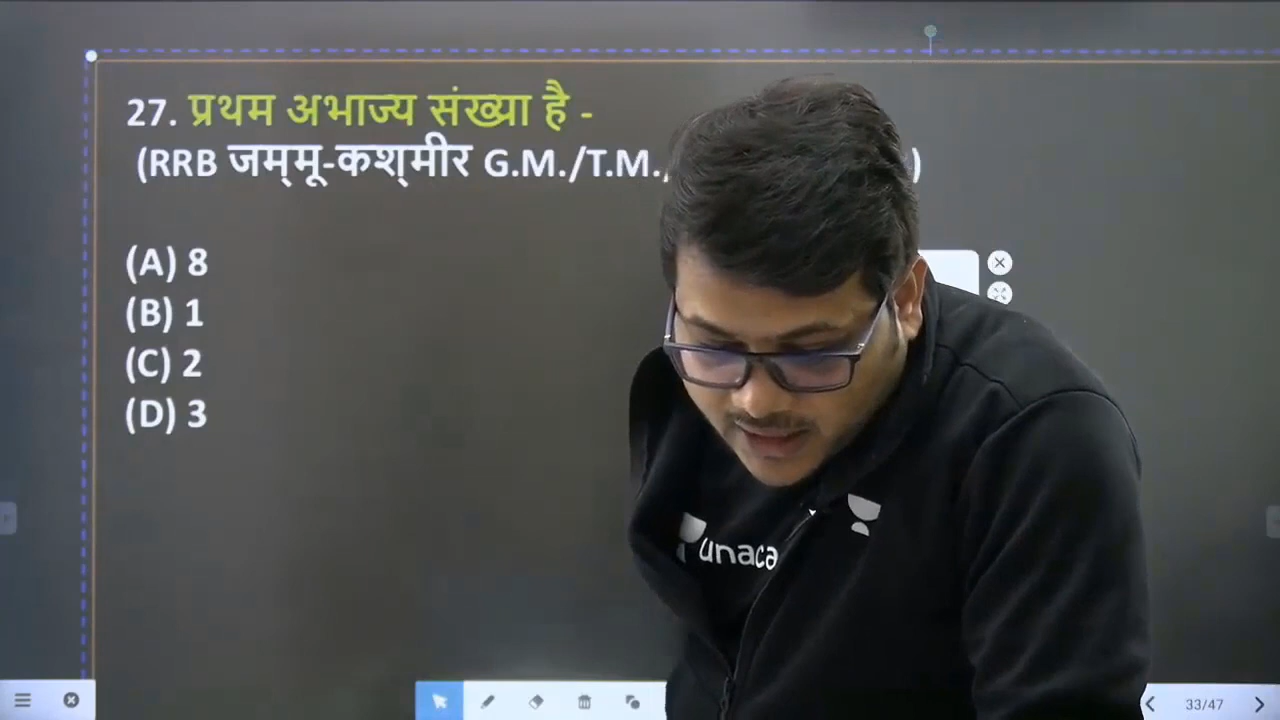 27. प्रथम अभाज्य संख्या है -
(RRB जम्‌मू-कश्‌मीर G.M./T.M., )
(A) 8
(B) 1
(C) 2
(D) 3
unaca
33/47